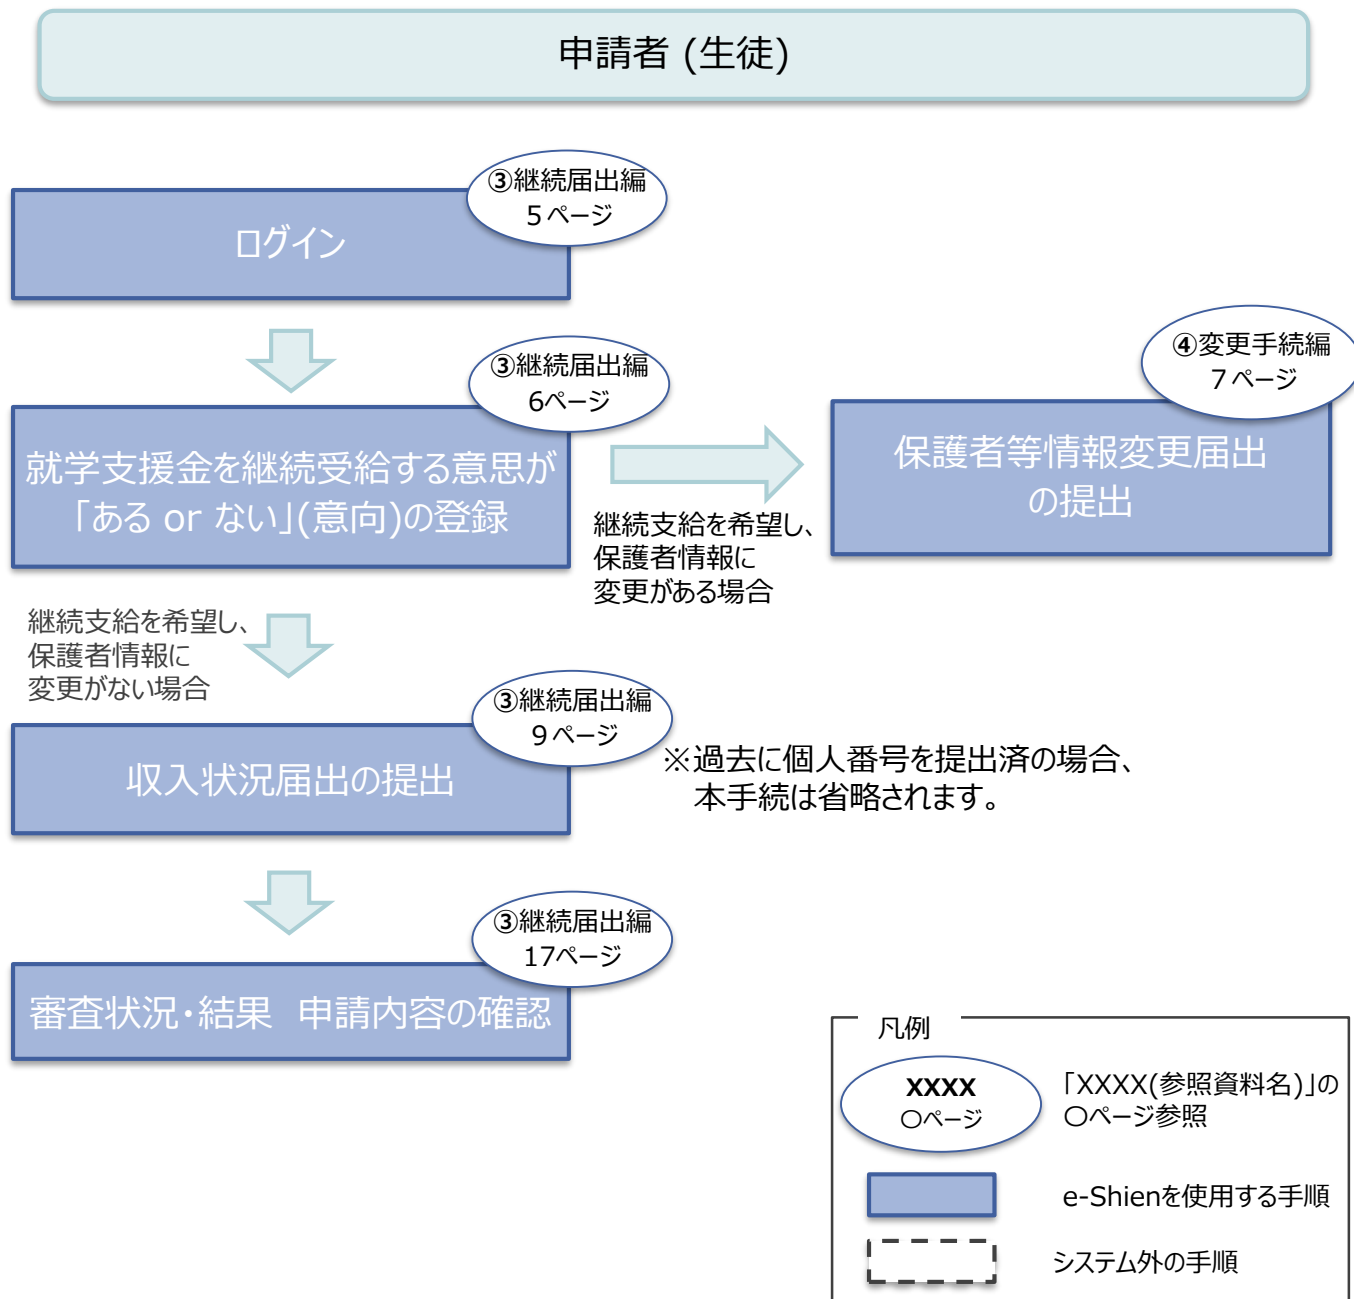 申請者 (生徒)
③継続届出編
5ページ
ログイン
③継続届出編
6ページ
就学支援金を継続受給する意思が
「ある or ない」(意向)の登録
④変更手続編
7ページ
保護者等情報変更届出
の提出
継続支給を希望し、
保護者情報に
変更がある場合
継続支給を希望し、
保護者情報に
変更がない場合
③継続届出編
9ページ
収入状況届出の提出
※過去に個人番号を提出済の場合、
本手続は省略されます。
③継続届出編
17ページ
審査状況・結果　申請内容の確認
凡例
XXXX
〇ページ
「XXXX(参照資料名)」の
〇ページ参照
e-Shienを使用する手順
システム外の手順